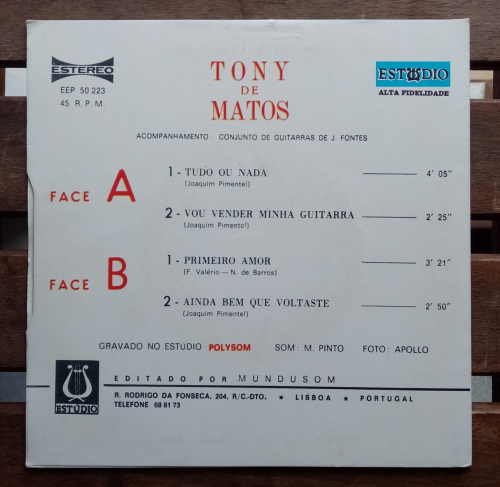 ESTEREO
EEP 50 223
45 R.P.M.
TONY
DE
MATOS
ESTÚDIO
ALTA FIDELIDADE
ACOMPANHAMENTO: CONJUNTO DE GUITARRAS DE J. FONTES
FACE A
1 - TUDO OU NADA 4' 05"
(Joaquim Pimentel)
2 - VOU VENDER MINHA GUITARRA 2' 25"
(Joaquim Pimentel)
FACE B
1 - PRIMEIRO AMOR 3' 21"
(F. Valério — N. de Barros)
2 - AINDA BEM QUE VOLTASTE 2' 50"
(Joaquim Pimentel)
GRAVADO NO ESTÚDIO POLYSOM SOM: M. PINTO FOTO: APOLLO
ESTÚDIO
EDITADO POR MUNDUSOM
R. RODRIGO DA FONSECA, 204, R/C.-DTO. * LISBOA * PORTUGAL
TELEFONE 68 81 73